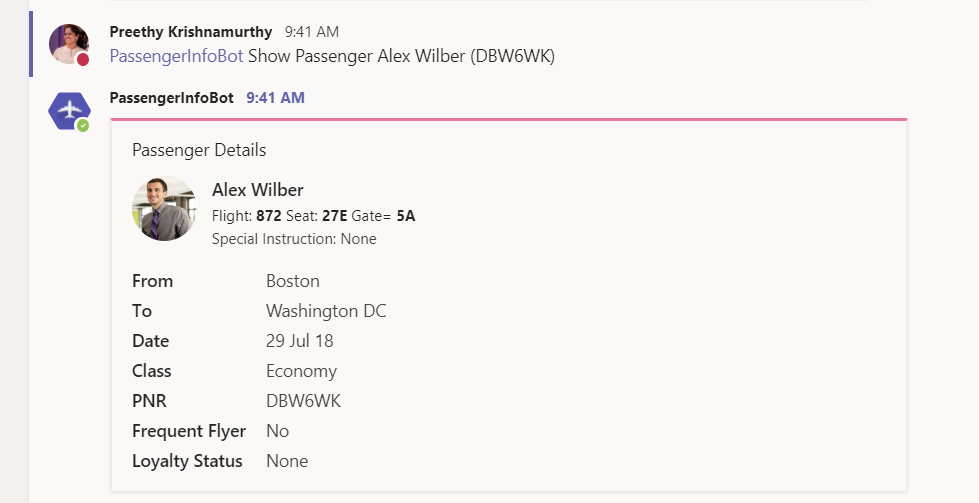 Preethy Krishnamurthy 9:41 AM
PassengerInfoBot Show Passenger Alex Wilber (DBW6WK)
PassengerInfoBot 9:41 AM
Passenger Details
Alex Wilber
Flight: 872 Seat: 27E Gate= 5A
Special Instruction: None
From Boston
To Washington DC
Date 29 Jul 18
Class Economy
PNR DBW6WK
Frequent Flyer No
Loyalty Status None